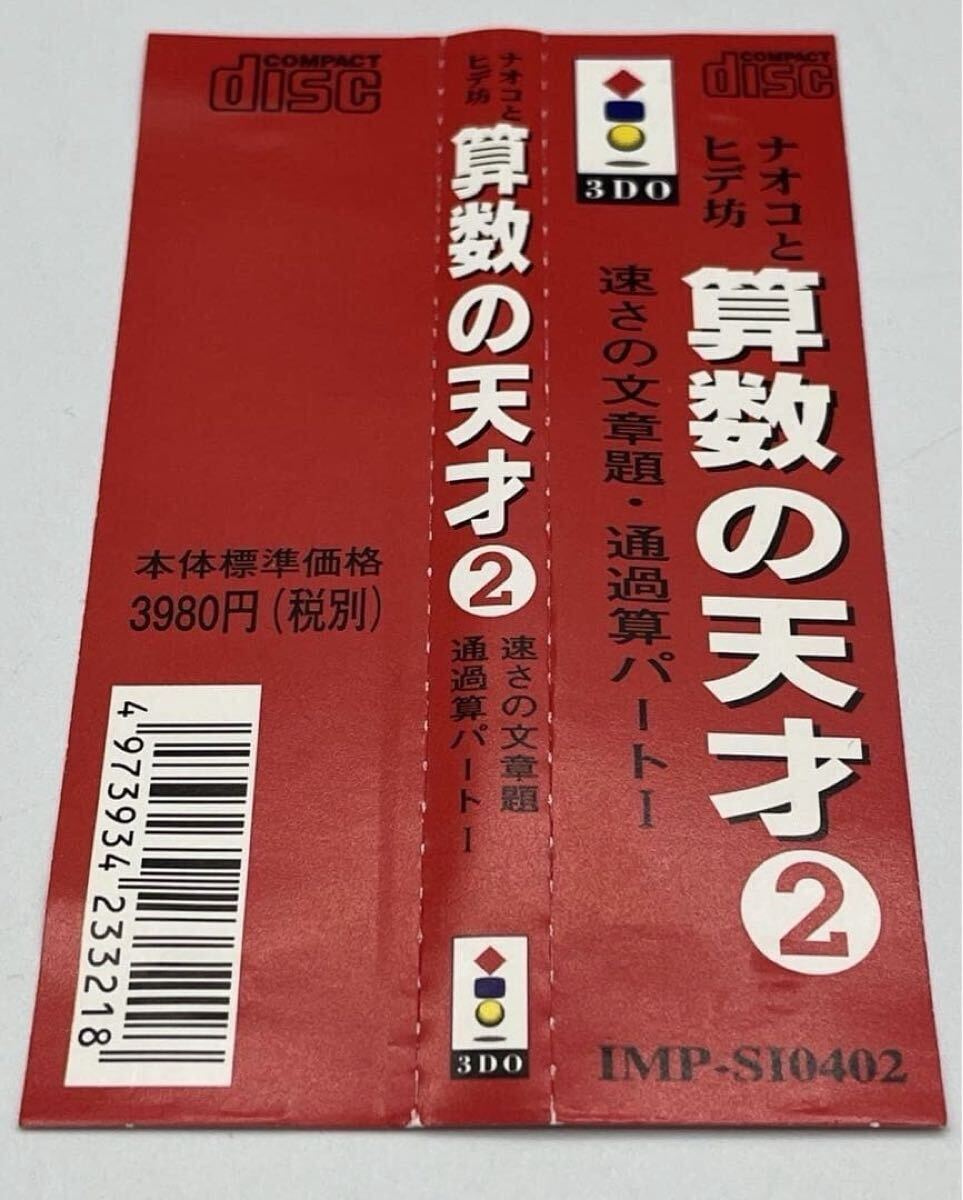 COMPACT
disc
ナオコと
ヒデ坊
算数の天才②
速さの文章題・通過算パートI
3DO
IMP-SI0402
ナオコと
ヒデ坊
算数の天才②
速さの文章題
通過算パートI
3DO
COMPACT
disc
本体標準価格
3980円(税別)
4 973934 233218